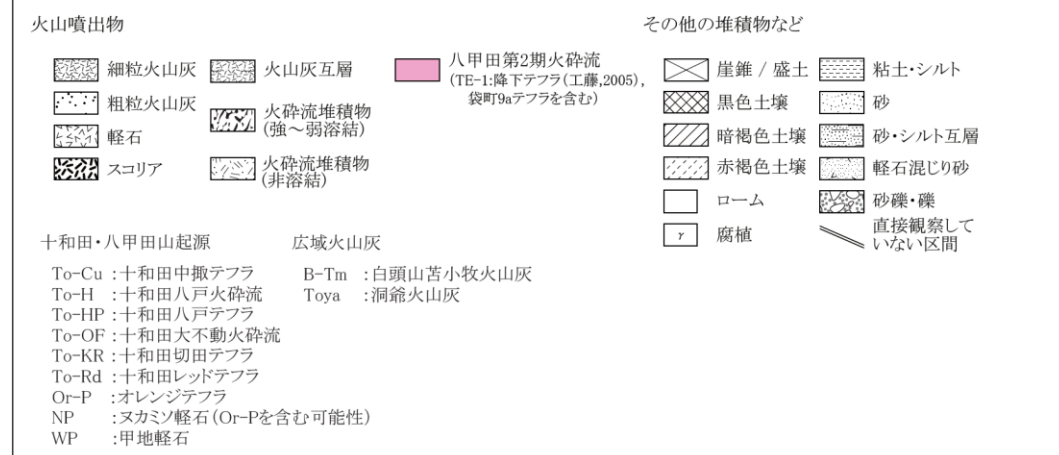 火山噴出物
細粒火山灰
粗粒火山灰
軽石
スコリア
火山灰互層
火砕流堆積物
(強～弱溶結)
火砕流堆積物
(非溶結)
八甲田第2期火砕流
(TE-1:降下テフラ(工藤,2005),
袋町9aテフラを含む)
その他の堆積物など
崖錐 / 盛土
黒色土壌
暗褐色土壌
赤褐色土壌
ローム
γ 腐植
粘土・シルト
砂
砂・シルト互層
軽石混じり砂
砂礫・礫
直接観察して
いない区間
十和田・八甲田山起源
To-Cu :十和田中掫テフラ
To-H :十和田八戸火砕流
To-HP :十和田八戸テフラ
To-OF :十和田大不動火砕流
To-KR :十和田切田テフラ
To-Rd :十和田レッドテフラ
Or-P :オレンジテフラ
NP :ヌカミソ軽石(Or-Pを含む可能性)
WP :甲地軽石
広域火山灰
B-Tm :白頭山苫小牧火山灰
Toya :洞爺火山灰